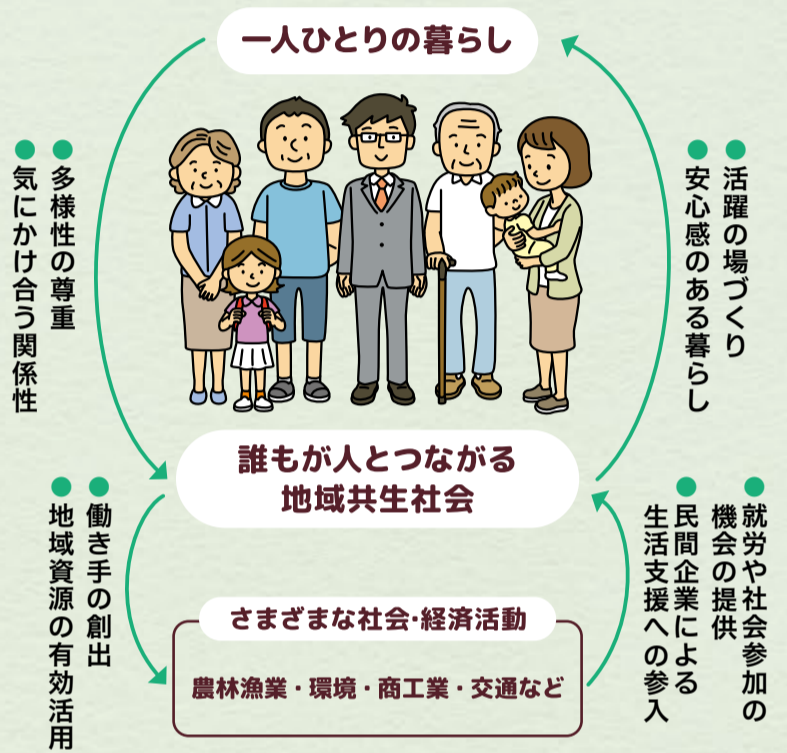 一人ひとりの暮らし
●多様性の尊重
●気にかけ合う関係性
●活躍の場づくり
●安心感のある暮らし
誰もが人とつながる
地域共生社会
●働き手の創出
●地域資源の有効活用
●就労や社会参加の
機会の提供
●民間企業による
生活支援への参入
さまざまな社会・経済活動
農林漁業・環境・商工業・交通など